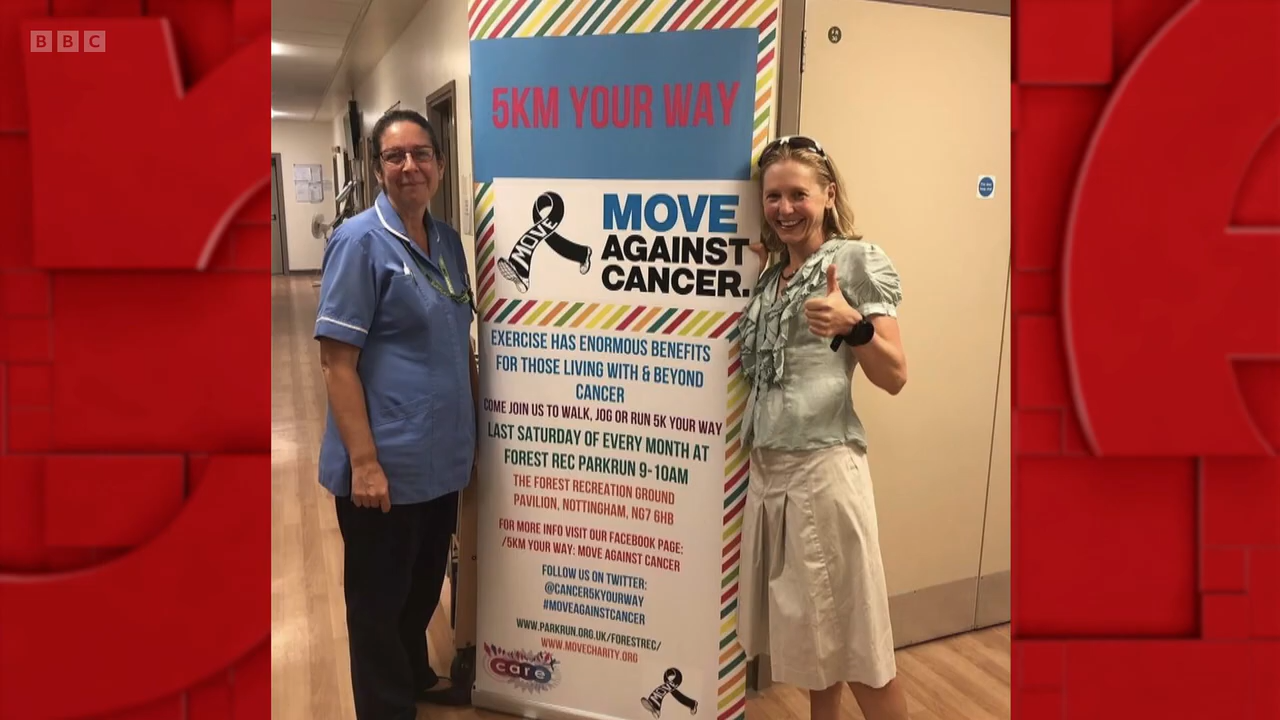 BBC
5KM YOUR WAY
MOVE
MOVE
AGAINST
CANCER.
EXERCISE HAS ENORMOUS BENEFITS
FOR THOSE LIVING WITH & BEYOND
CANCER
COME JOIN US TO WALK, JOG OR RUN 5K YOUR WAY
LAST SATURDAY OF EVERY MONTH AT
FOREST REC PARKRUN 9-10AM
THE FOREST RECREATION GROUND
PAVILION, NOTTINGHAM, NG7 6HB
FOR MORE INFO VISIT OUR FACEBOOK PAGE:
/5KM YOUR WAY: MOVE AGAINST CANCER
FOLLOW US ON TWITTER:
@CANCER5KYOURWAY
#MOVEAGAINSTCANCER
WWW.PARKRUN.ORG.UK/FORESTREC/
WWW.MOVECHARITY.ORG
care
MOVE